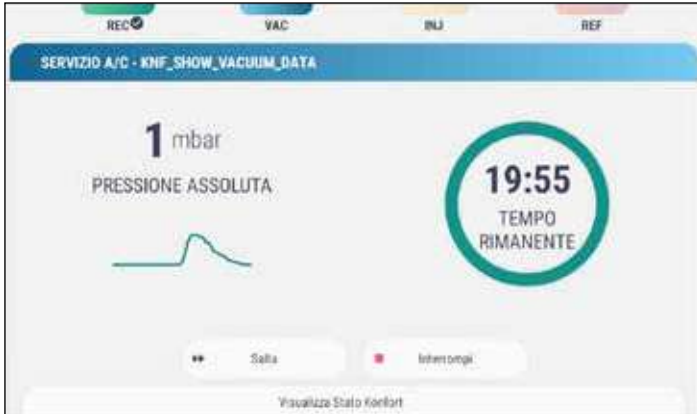 REC
VAC
INJ
REF
SERVIZIO A/C - KNF_SHOW_VACUUM_DATA
1 mbar
PRESSIONE ASSOLUTA
19:55
TEMPO
RIMANENTE
Salta
Interrompi
Visualizza Stato Konfort